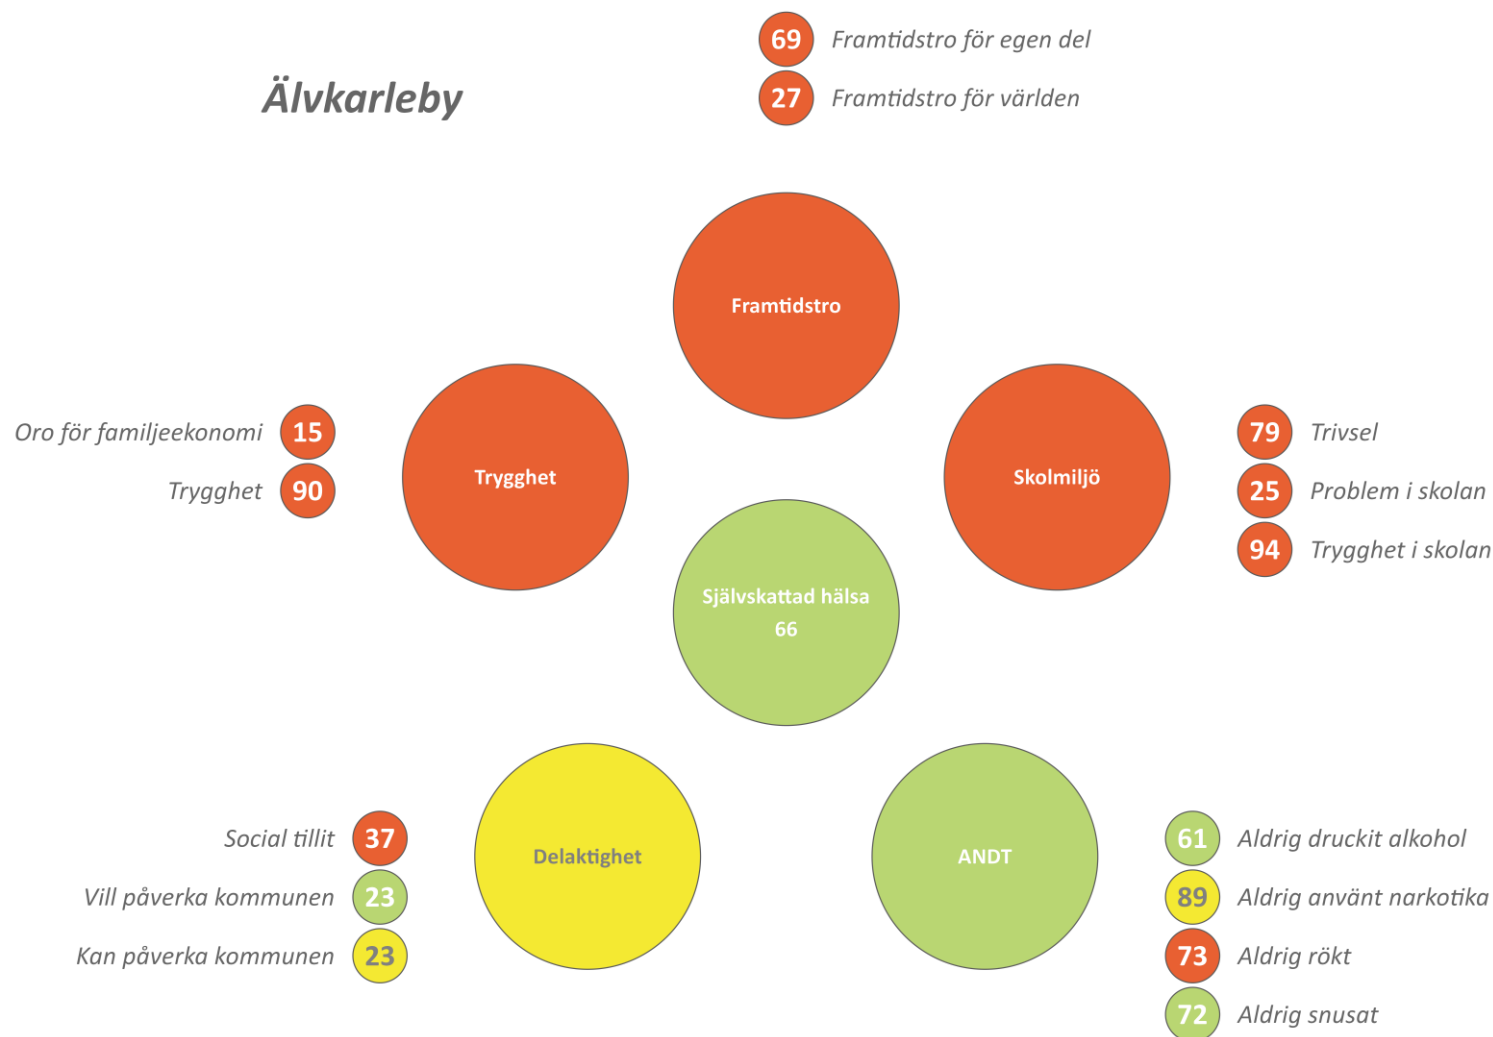 Älvkarleby
69 Framtidstro för egen del
27 Framtidstro för världen
Framtidstro
Oro för familjeekonomi 15
Trygghet 90
Trygghet
Skolmiljö
79 Trivsel
25 Problem i skolan
94 Trygghet i skolan
Självskattad hälsa
66
Social tillit 37
Vill påverka kommunen 23
Kan påverka kommunen 23
Delaktighet
ANDT
61 Aldrig druckit alkohol
89 Aldrig använt narkotika
73 Aldrig rökt
72 Aldrig snusat